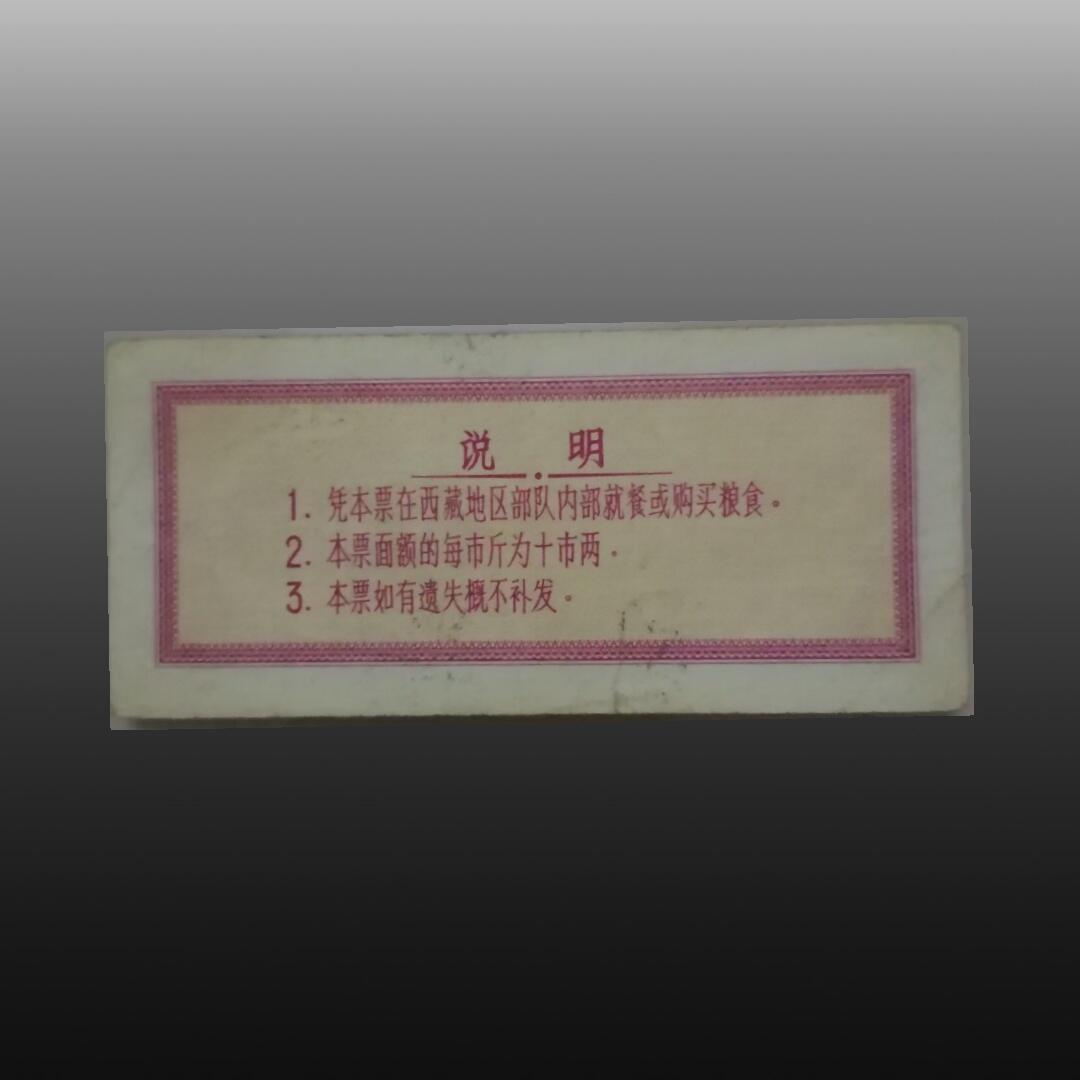 说 明
1. 凭本票在西藏地区部队内部就餐或购买粮食。
2. 本票面额的每市斤为十市两。
3. 本票如有遗失概不补发。